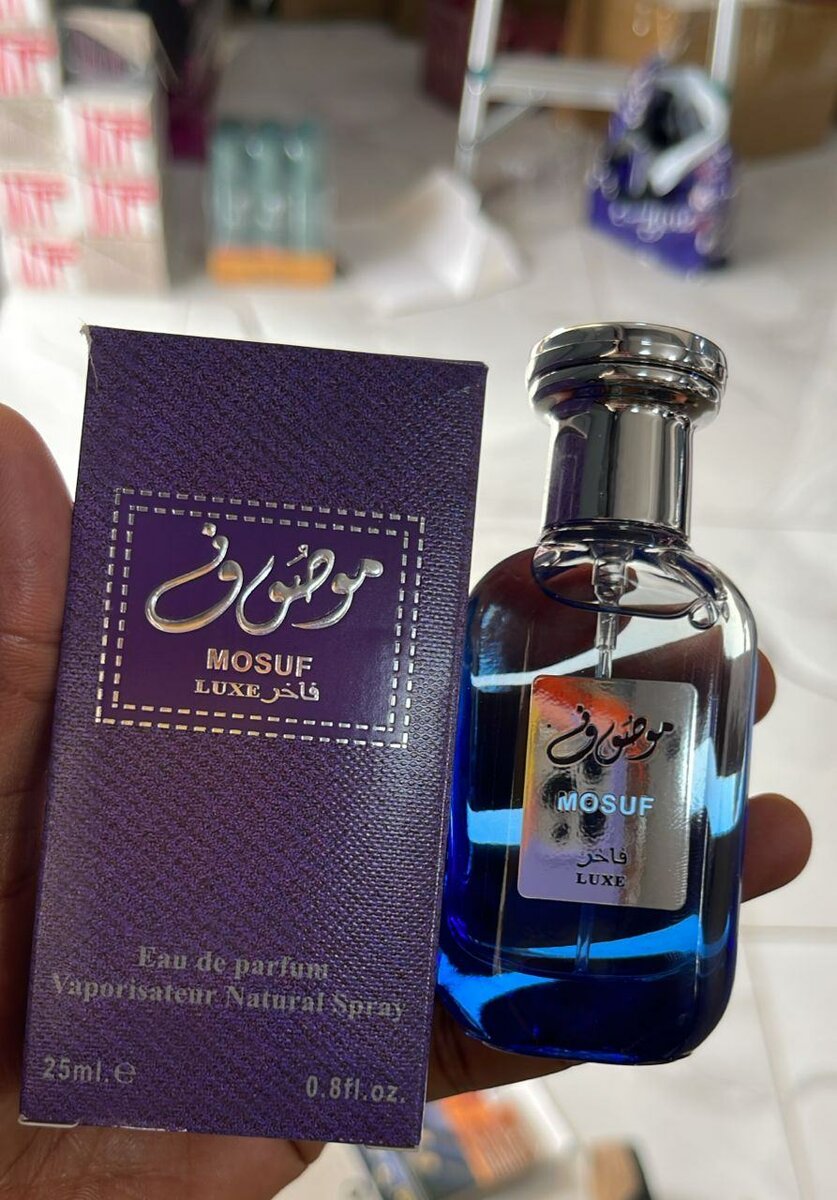 موصوف
MOSUF
LUXE فاخر
Eau de parfum
Vaporisateur Natural Spray
25ml. ℮
0.8fl.oz.
موصوف
MOSUF
فاخر
LUXE